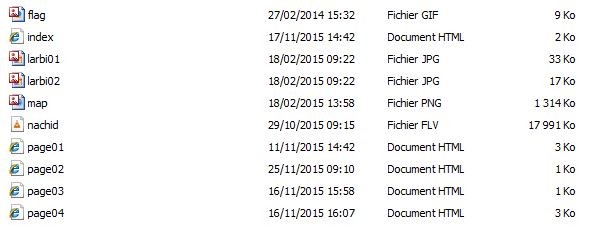 flag 27/02/2014 15:32 Fichier GIF 9 Ko
index 17/11/2015 14:42 Document HTML 2 Ko
larbi01 18/02/2015 09:22 Fichier JPG 33 Ko
larbi02 18/02/2015 09:22 Fichier JPG 17 Ko
map 18/02/2015 13:58 Fichier PNG 1 314 Ko
nachid 29/10/2015 09:15 Fichier FLV 17 991 Ko
page01 11/11/2015 14:42 Document HTML 3 Ko
page02 25/11/2015 09:10 Document HTML 1 Ko
page03 16/11/2015 15:58 Document HTML 1 Ko
page04 16/11/2015 16:07 Document HTML 3 Ko